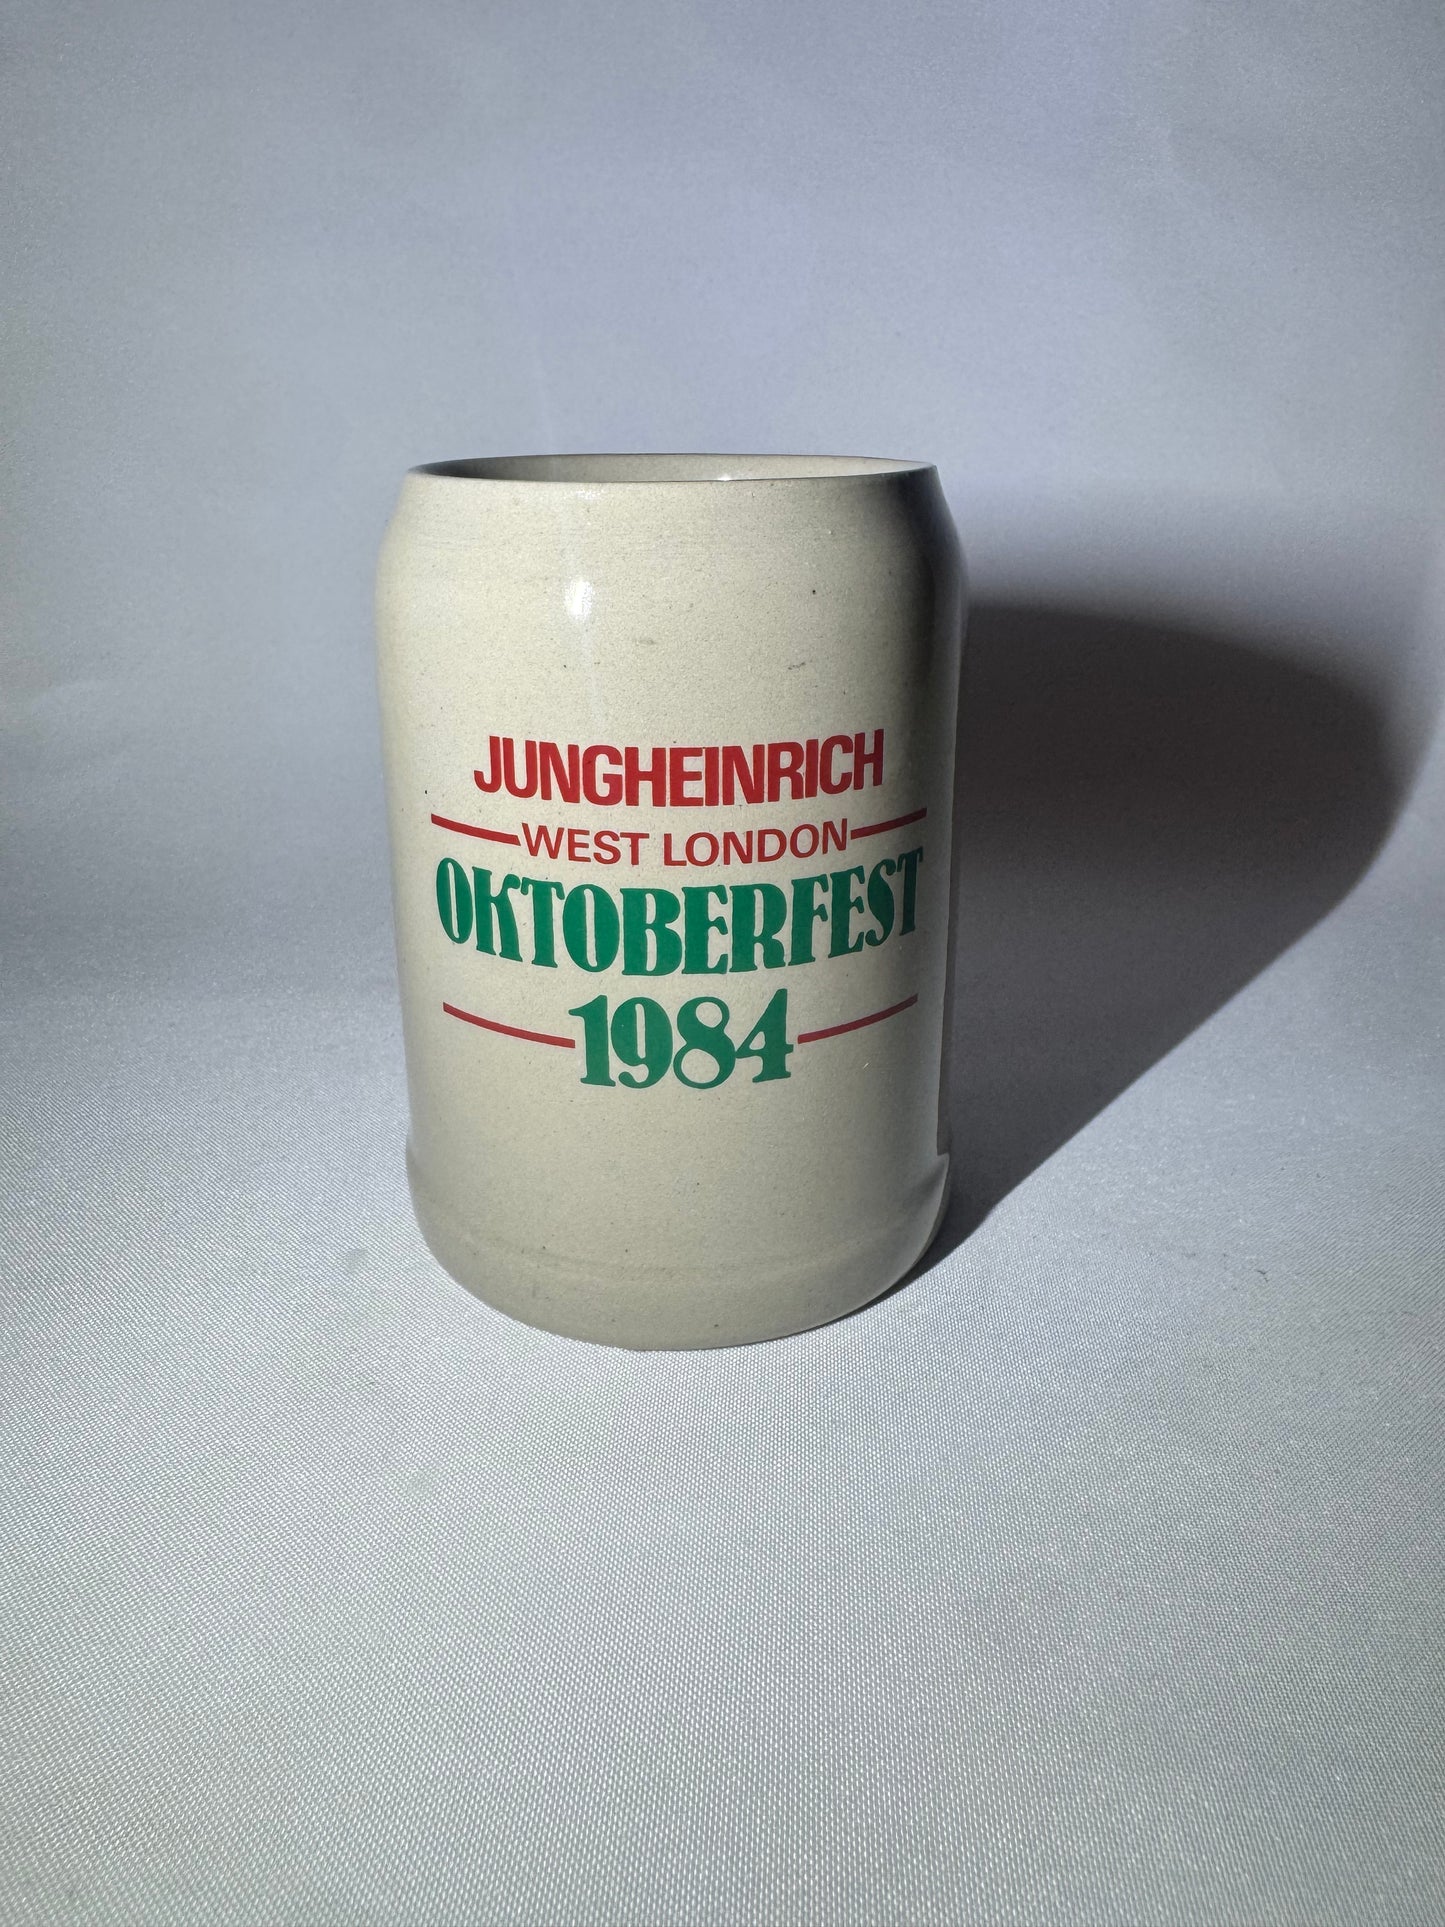 JUNGHEINRICH
WEST LONDON
OKTOBERFEST
1984